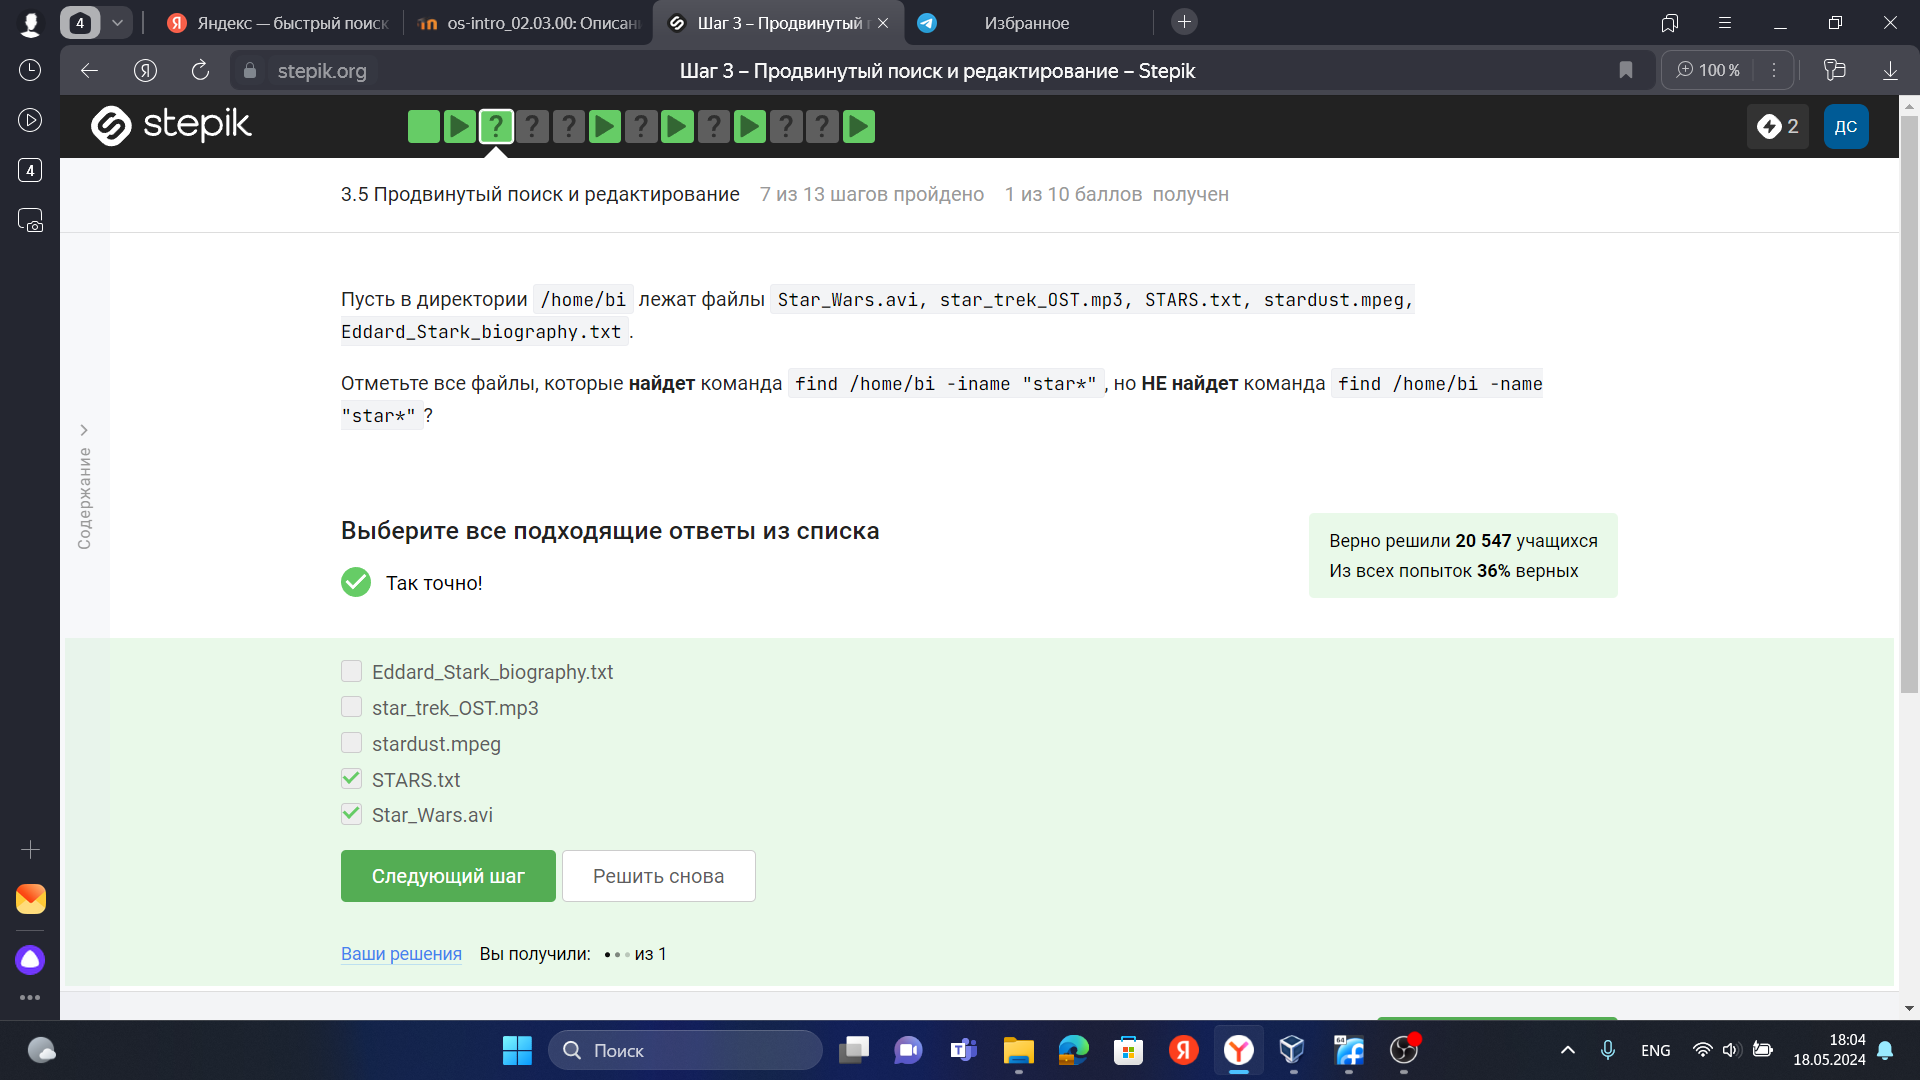 4
Яндекс — быстрый поиск
os-intro_02.03.00: Описан
Шаг 3 – Продвинутый
Избранное
stepik.org
Шаг 3 – Продвинутый поиск и редактирование – Stepik
100 %
4
stepik
? ? ? ? ? ? ?
2
ДС
3.5 Продвинутый поиск и редактирование 7 из 13 шагов пройдено 1 из 10 баллов получен
Содержание
Пусть в директории /home/bi лежат файлы Star_Wars.avi, star_trek_OST.mp3, STARS.txt, stardust.mpeg,
Eddard_Stark_biography.txt .
Отметьте все файлы, которые найдет команда find /home/bi -iname "star*" , но НЕ найдет команда find /home/bi -name
"star*" ?
Выберите все подходящие ответы из списка
Так точно!
Верно решили 20 547 учащихся
Из всех попыток 36% верных
Eddard_Stark_biography.txt
star_trek_OST.mp3
stardust.mpeg
STARS.txt
Star_Wars.avi
Следующий шаг
Решить снова
Ваши решения Вы получили: из 1
Поиск
64
ENG
18:04
18.05.2024